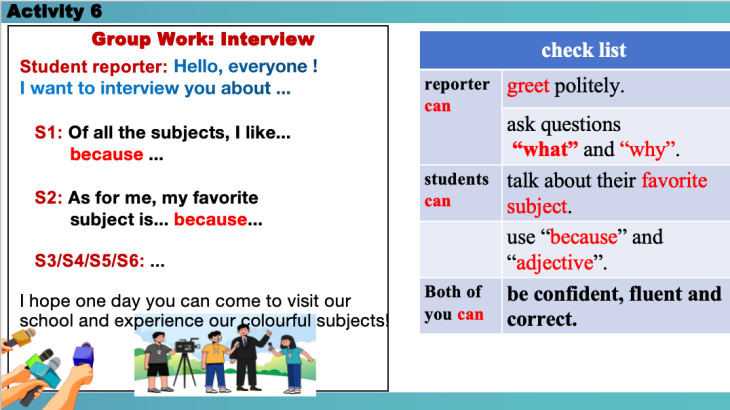 Activity 6
Group Work: Interview
Student reporter: Hello, everyone !
I want to interview you about ...
S1: Of all the subjects, I like...
because ...
S2: As for me, my favorite
subject is... because...
S3/S4/S5/S6: ...
I hope one day you can come to visit our
school and experience our colourful subjects!
check list
reporter
can
greet politely.
ask questions
“what” and “why”.
students
can
talk about their favorite
subject.
use “because” and
“adjective”.
Both of
you can
be confident, fluent and
correct.